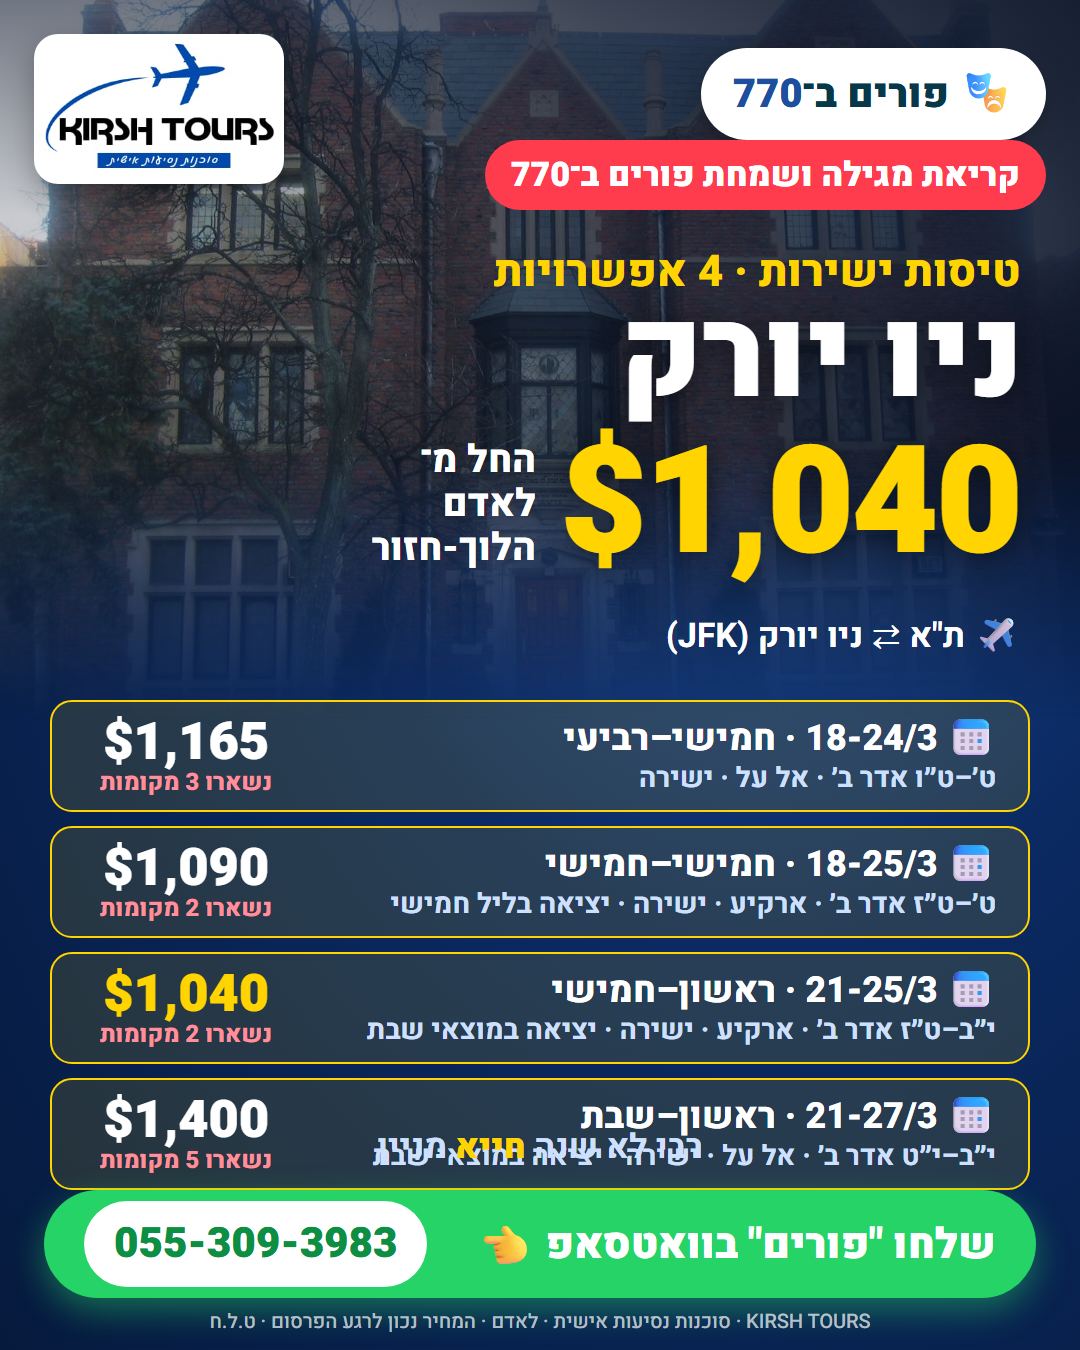 KIRSH TOURS
סוכנות נסיעות אישית
פורים ב־770
קריאת מגילה ושמחת פורים ב־770
טיסות ישירות · 4 אפשרויות
ניו יורק
$1,040
החל מ־
לאדם
הלוך-חזור
ת"א ⇄ ניו יורק (JFK)
18-24/3 · חמישי–רביעי
ט׳–ט״ו אדר ב׳ · אל על · ישירה
$1,165
נשארו 3 מקומות
18-25/3 · חמישי–חמישי
ט׳–ט״ז אדר ב׳ · ארקיע · ישירה · יציאה בליל חמישי
$1,090
נשארו 2 מקומות
21-25/3 · ראשון–חמישי
י״ב–ט״ז אדר ב׳ · ארקיע · ישירה · יציאה במוצאי שבת
$1,040
נשארו 2 מקומות
21-27/3 · ראשון–שבת
י״ב–י״ט אדר ב׳ · אל על · ישירה · יציאה במוצאי שבת
$1,400
נשארו 5 מקומות
רבי לא שנה חייא מניין
שלחו "פורים" בוואטסאפ 👈
055-309-3983
KIRSH TOURS · סוכנות נסיעות אישית · לאדם · המחיר נכון לרגע הפרסום · ט.ל.ח